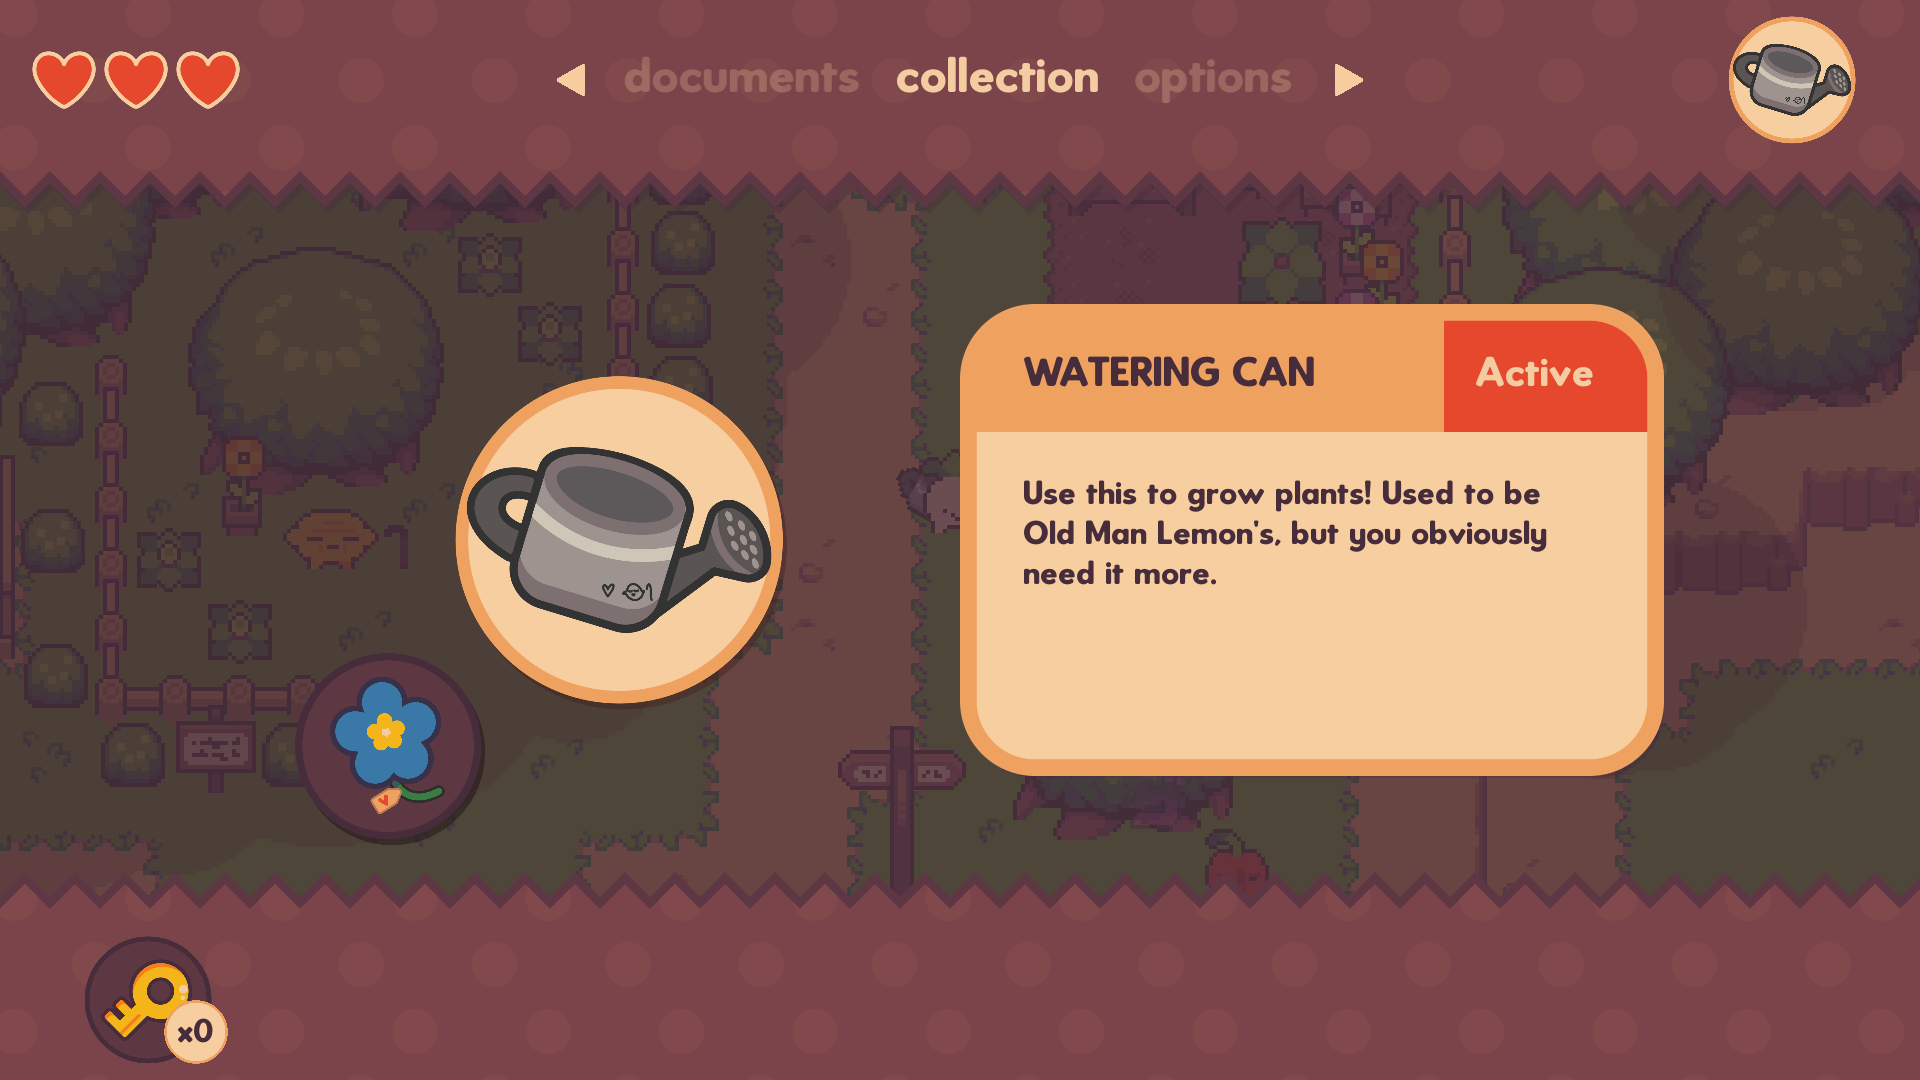 documents collection options
WATERING CAN
Active
Use this to grow plants! Used to be
Old Man Lemon's, but you obviously
need it more.
x0